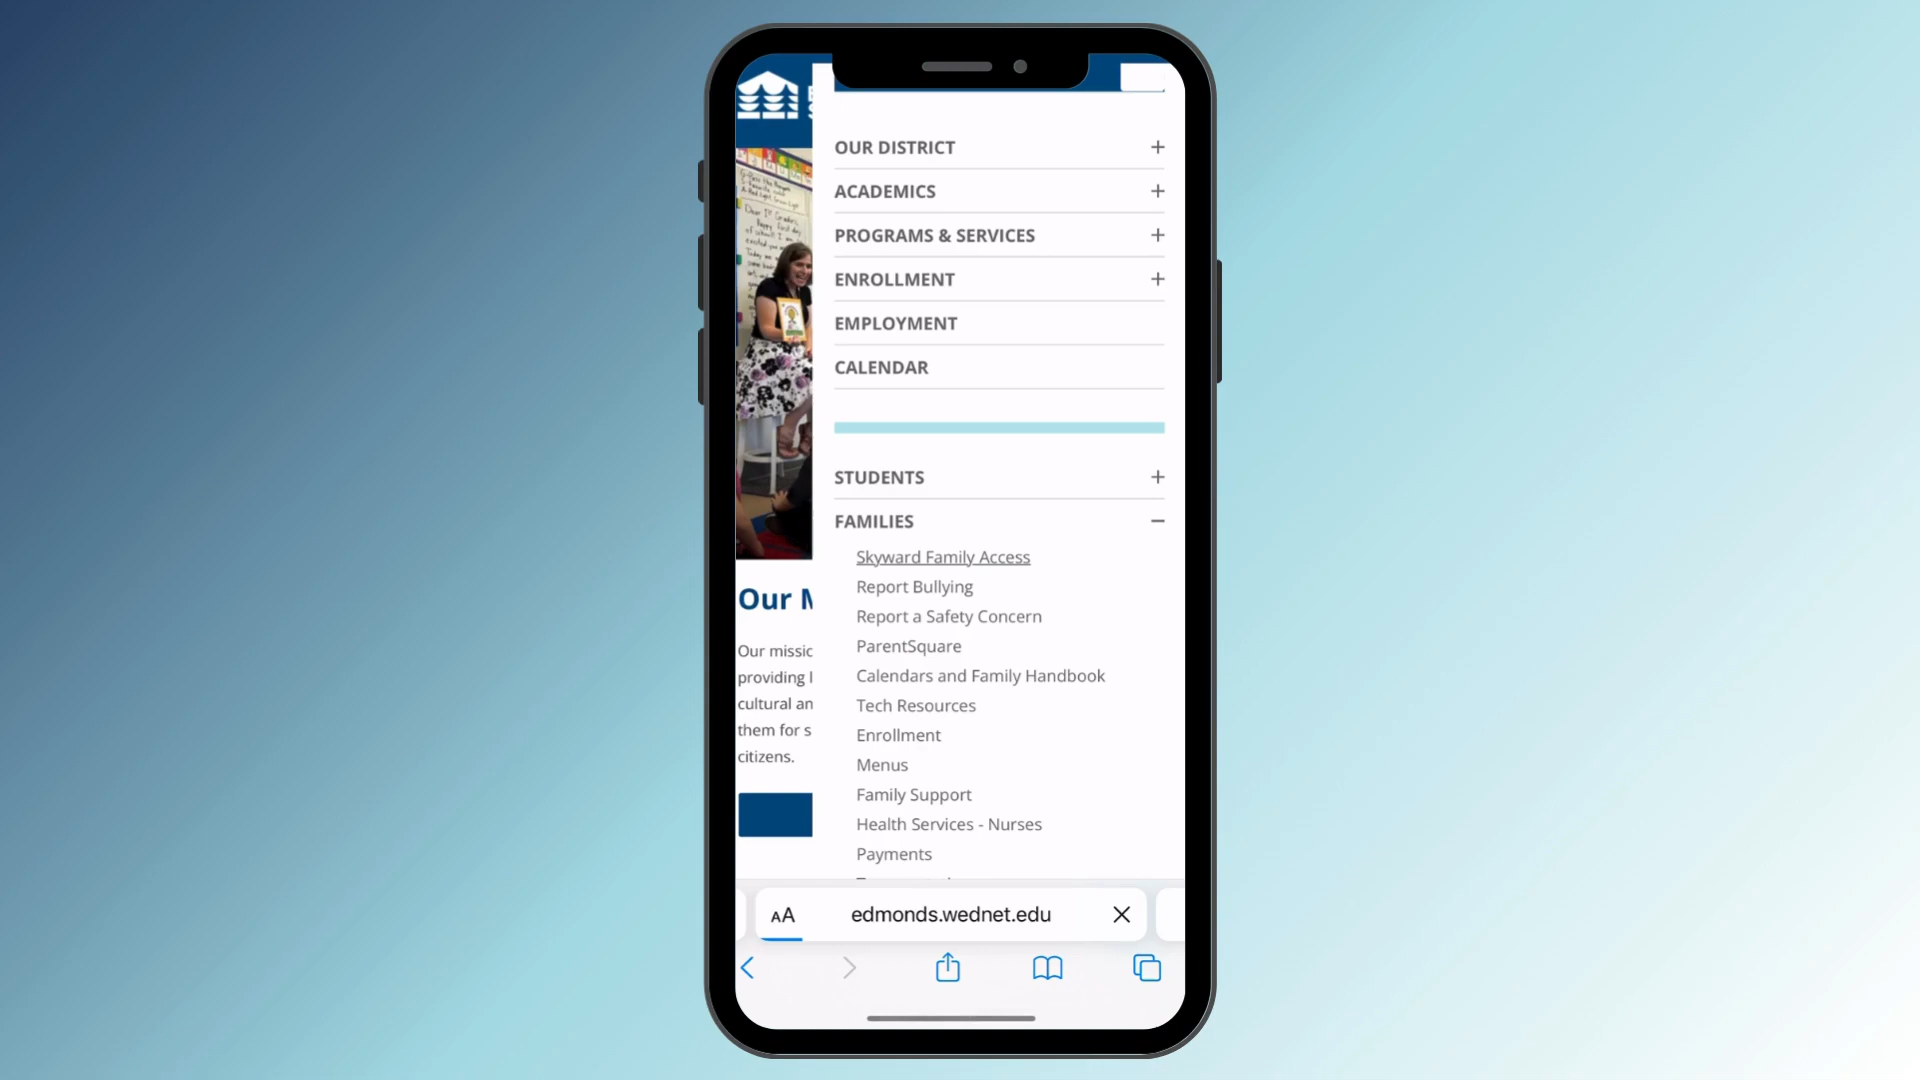 OUR DISTRICT
ACADEMICS
PROGRAMS & SERVICES
ENROLLMENT
EMPLOYMENT
CALENDAR
STUDENTS
FAMILIES
Skyward Family Access
Report Bullying
Report a Safety Concern
ParentSquare
Calendars and Family Handbook
Tech Resources
Enrollment
Menus
Family Support
Health Services - Nurses
Payments
Our M
Our missic
providing l
cultural an
them for s
citizens.
AA
edmonds.wednet.edu